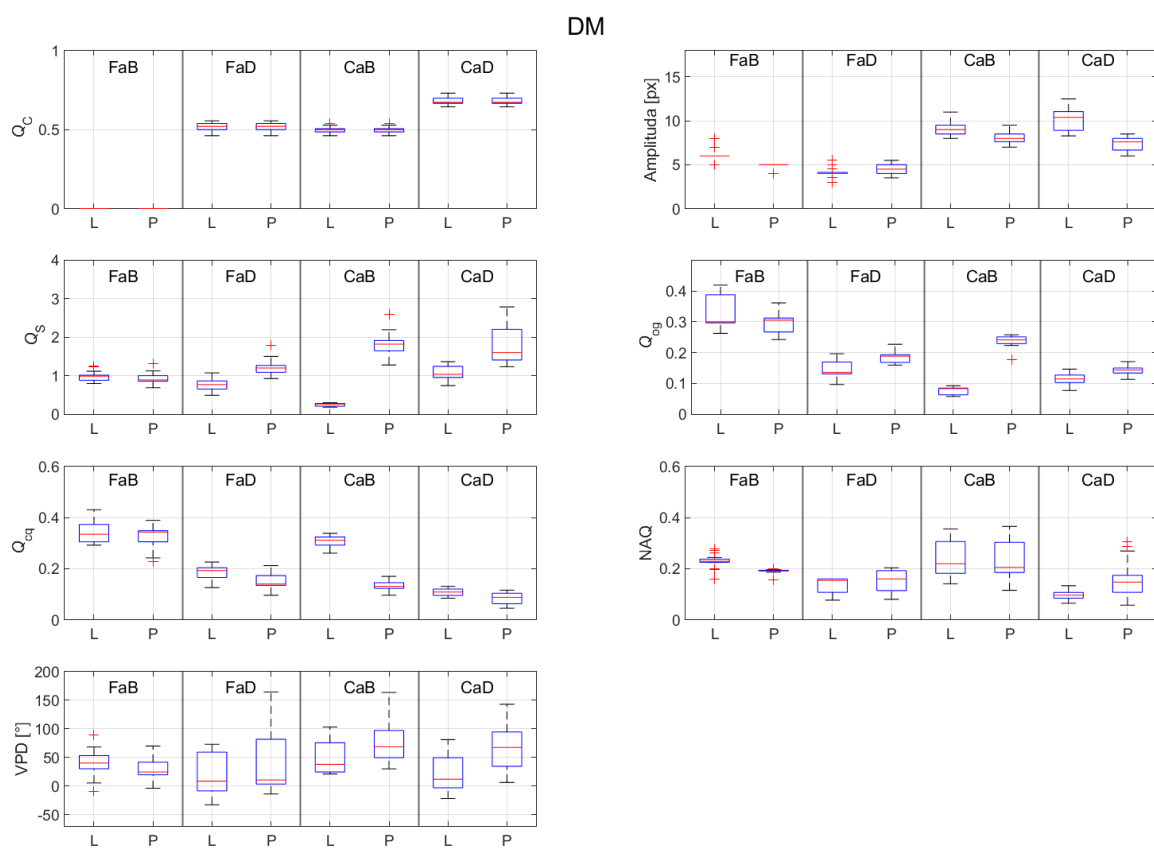 DM
1
0.5
0
Q_C
FaB FaD CaB CaD
L P L P L P L P
15
10
5
0
Amplituda [px]
FaB FaD CaB CaD
L P L P L P L P
4
3
2
1
0
Q_S
FaB FaD CaB CaD
L P L P L P L P
0.4
0.3
0.2
0.1
0
Q_og
FaB FaD CaB CaD
L P L P L P L P
0.6
0.4
0.2
0
Q_cq
FaB FaD CaB CaD
L P L P L P L P
0.6
0.4
0.2
0
NAQ
FaB FaD CaB CaD
L P L P L P L P
200
150
100
50
0
-50
VPD [°]
FaB FaD CaB CaD
L P L P L P L P